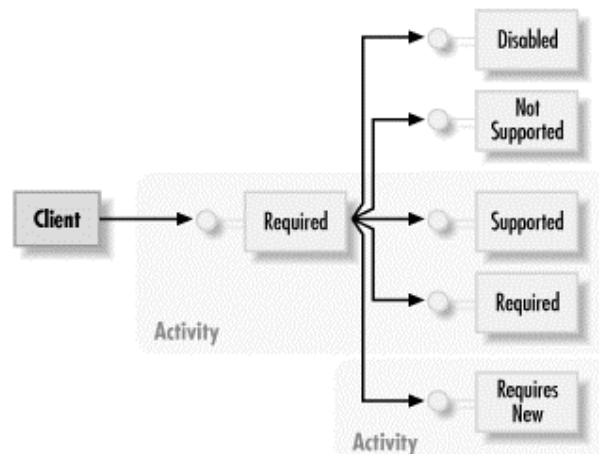 Disabled
Not
Supported
Client
Required
Supported
Activity
Required
Requires
New
Activity